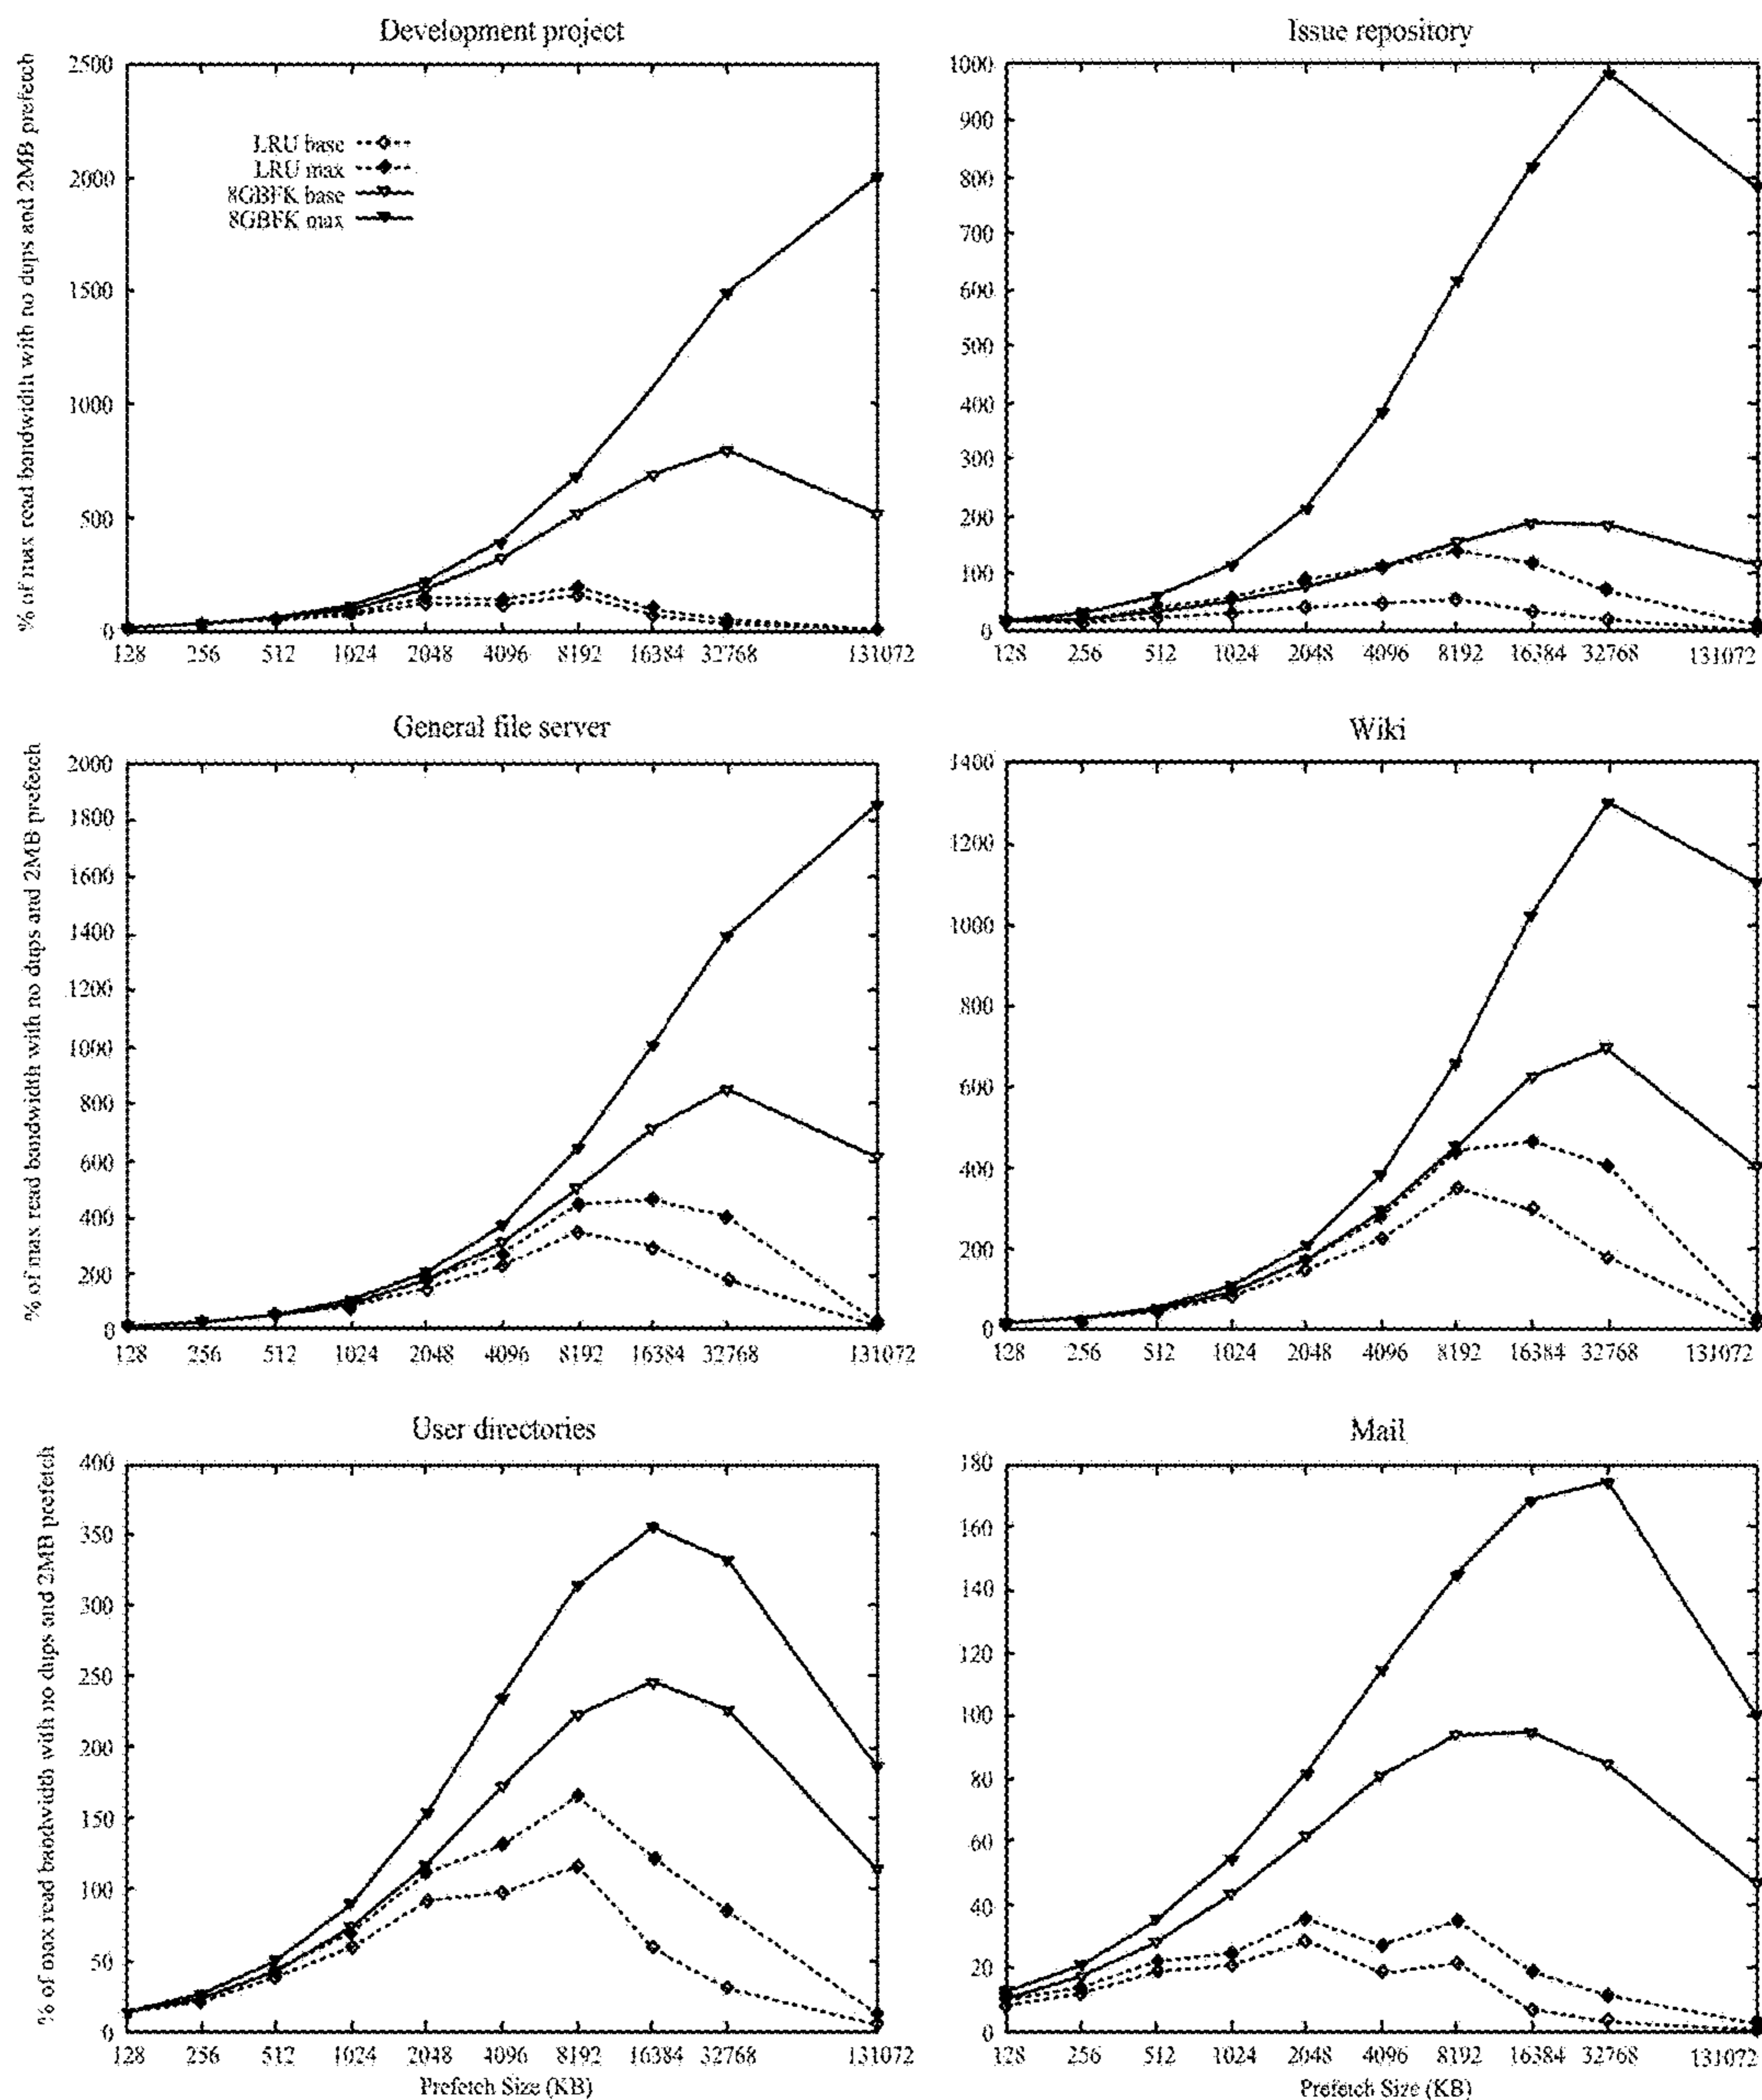 Development project
% of max read bandwidth with no dups and 2MB prefetch
2500
2000
1500
1000
500
0
LRU base
LRU max
8GBFK base
8GBFK max
128 256 512 1024 2048 4096 8192 16384 32768 131072
Issue repository
1000
900
800
700
600
500
400
300
200
100
0
128 256 512 1024 2048 4096 8192 16384 32768 131072
General file server
% of max read bandwidth with no dups and 2MB prefetch
2000
1800
1600
1400
1200
1000
800
600
400
200
0
128 256 512 1024 2048 4096 8192 16384 32768 131072
Wiki
1400
1200
1000
800
600
400
200
0
128 256 512 1024 2048 4096 8192 16384 32768 131072
User directories
% of max read bandwidth with no dups and 2MB prefetch
400
350
300
250
200
150
100
50
0
128 256 512 1024 2048 4096 8192 16384 32768 131072
Prefetch Size (KB)
Mail
180
160
140
120
100
80
60
40
20
0
128 256 512 1024 2048 4096 8192 16384 32768 131072
Prefetch Size (KB)